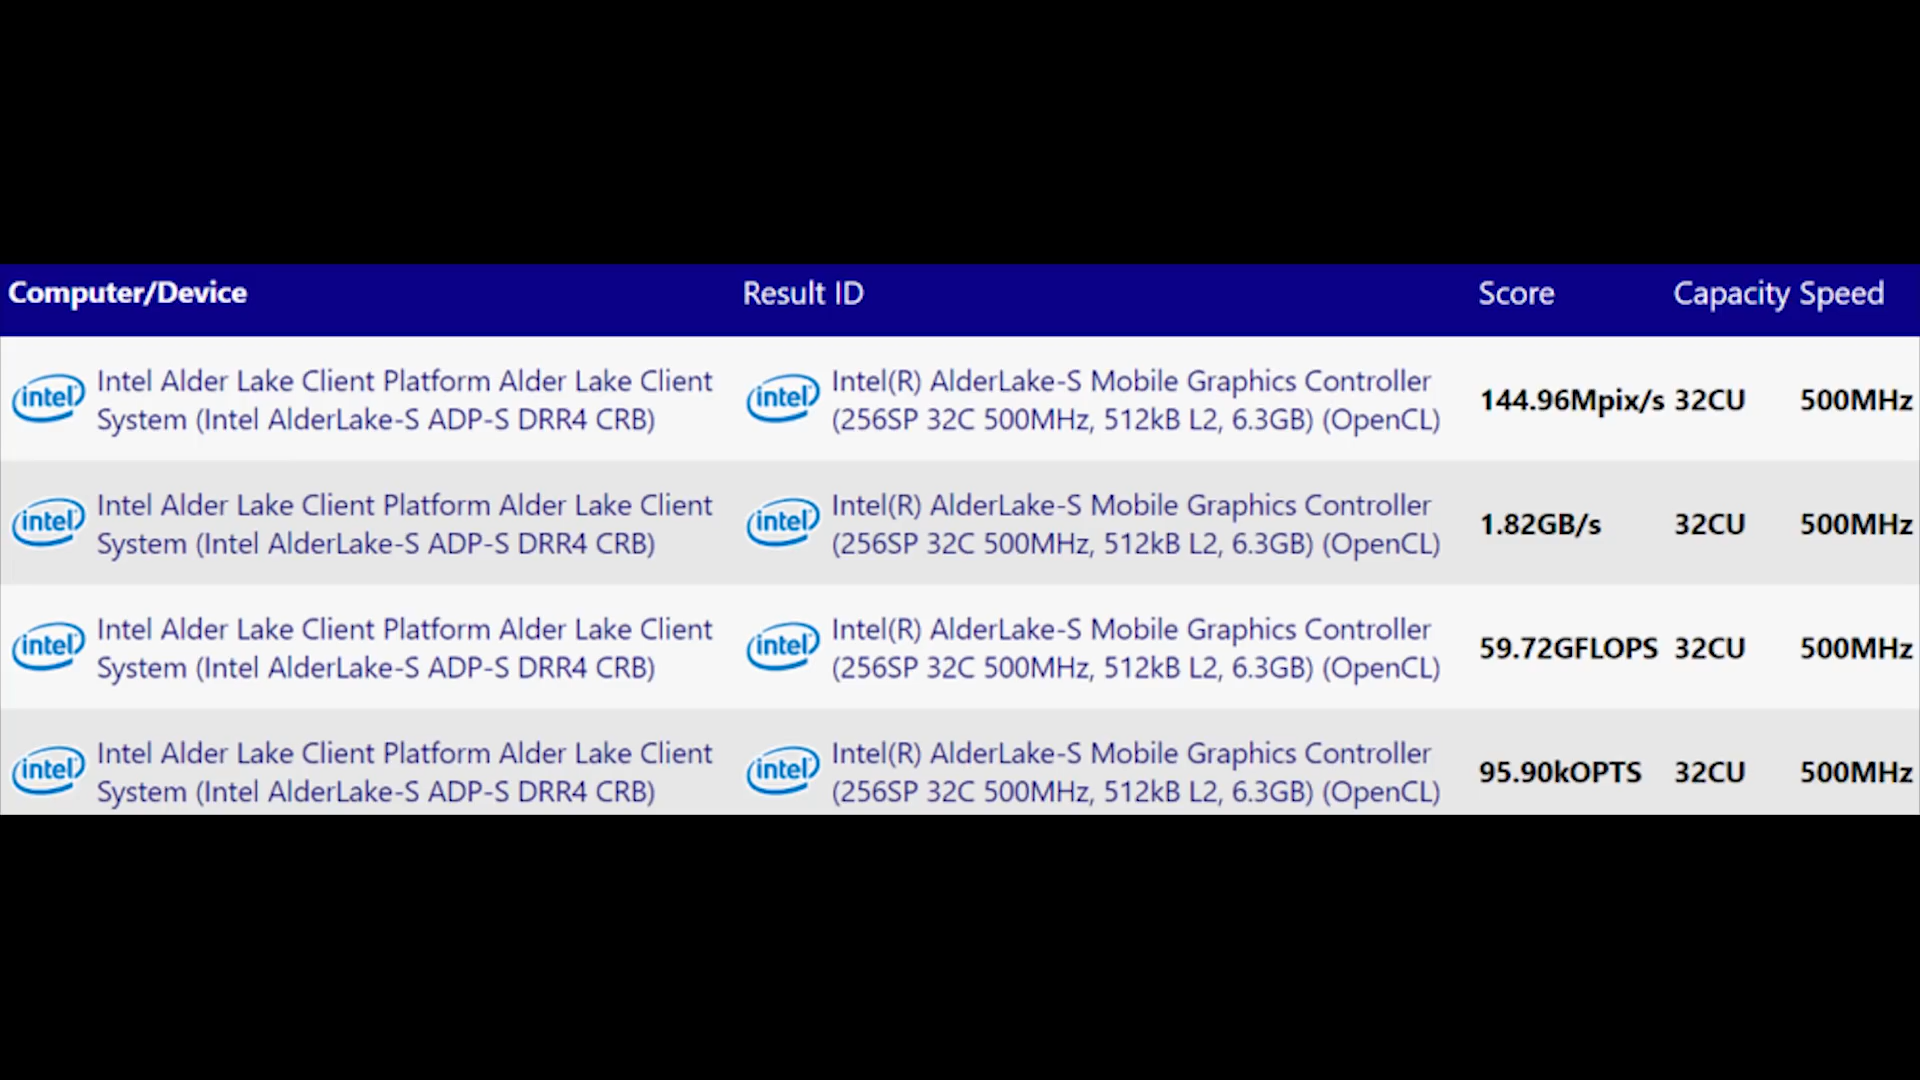 Computer/Device Result ID Score Capacity Speed
intel Intel Alder Lake Client Platform Alder Lake Client intel Intel(R) AlderLake-S Mobile Graphics Controller 144.96Mpix/s 32CU 500MHz
System (Intel AlderLake-S ADP-S DRR4 CRB) (256SP 32C 500MHz, 512kB L2, 6.3GB) (OpenCL)
intel Intel Alder Lake Client Platform Alder Lake Client intel Intel(R) AlderLake-S Mobile Graphics Controller 1.82GB/s 32CU 500MHz
System (Intel AlderLake-S ADP-S DRR4 CRB) (256SP 32C 500MHz, 512kB L2, 6.3GB) (OpenCL)
intel Intel Alder Lake Client Platform Alder Lake Client intel Intel(R) AlderLake-S Mobile Graphics Controller 59.72GFLOPS 32CU 500MHz
System (Intel AlderLake-S ADP-S DRR4 CRB) (256SP 32C 500MHz, 512kB L2, 6.3GB) (OpenCL)
intel Intel Alder Lake Client Platform Alder Lake Client intel Intel(R) AlderLake-S Mobile Graphics Controller 95.90kOPTS 32CU 500MHz
System (Intel AlderLake-S ADP-S DRR4 CRB) (256SP 32C 500MHz, 512kB L2, 6.3GB) (OpenCL)